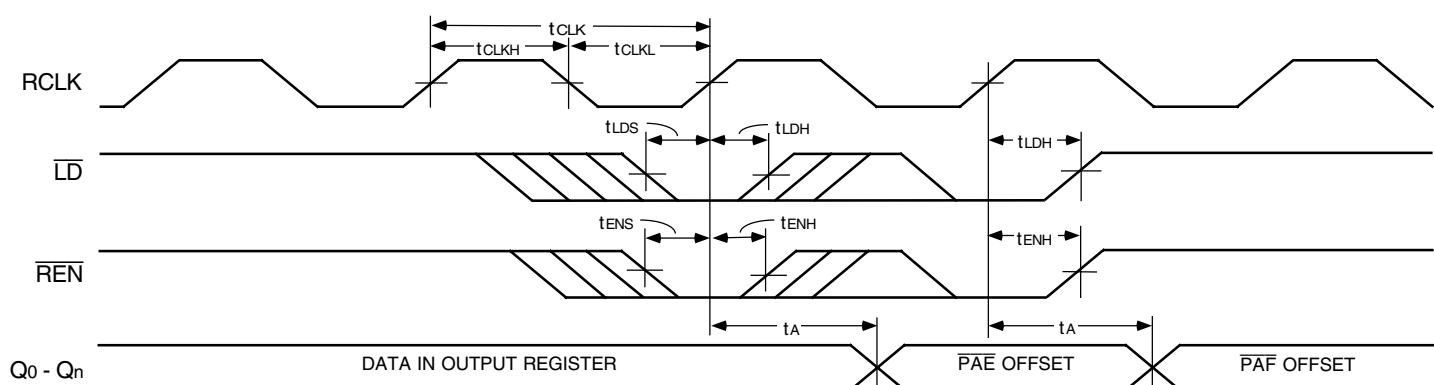 tCLK
tCLKH tCLKL
RCLK
tLDS tLDH tLDH
LD
tENS tENH tENH
REN
tA tA
Q0 - Qn DATA IN OUTPUT REGISTER PAE OFFSET PAF OFFSET